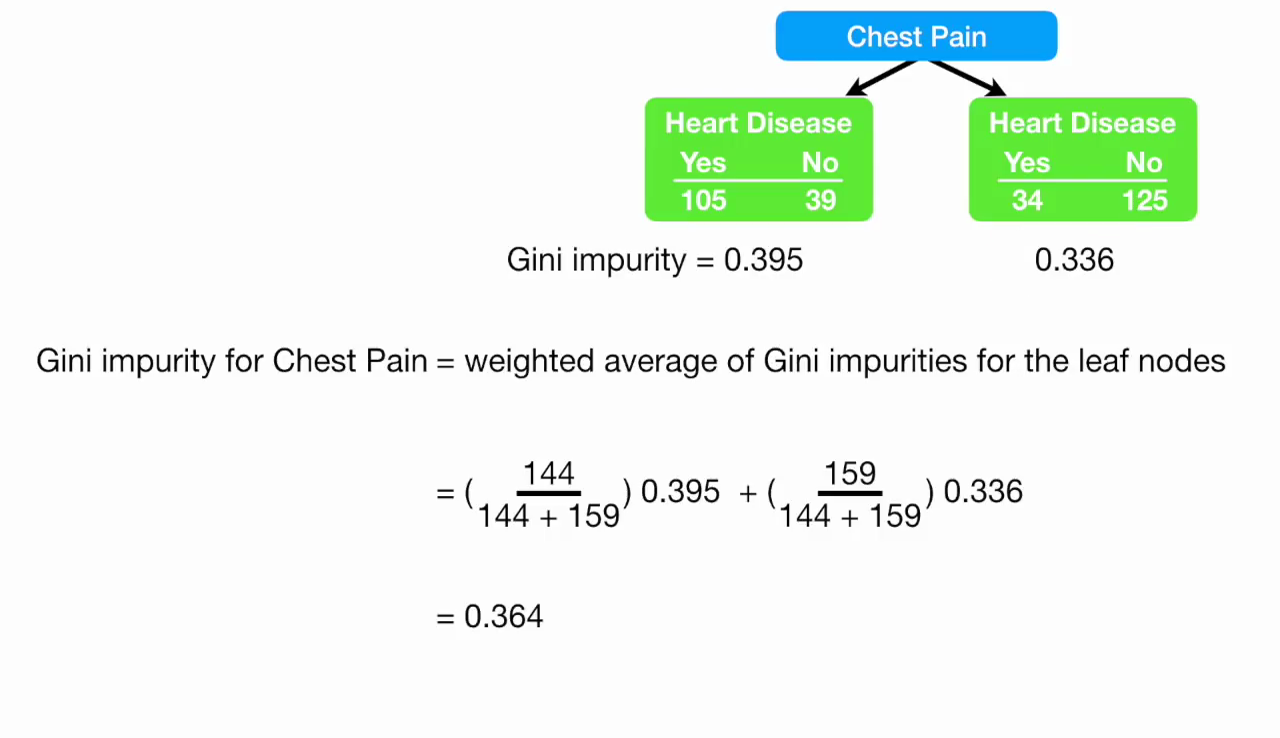 Chest Pain
Heart Disease
Yes No
105 39
Heart Disease
Yes No
34 125
Gini impurity = 0.395
0.336
Gini impurity for Chest Pain = weighted average of Gini impurities for the leaf nodes
= ( 144 / 144 + 159 ) 0.395 + ( 159 / 144 + 159 ) 0.336
= 0.364